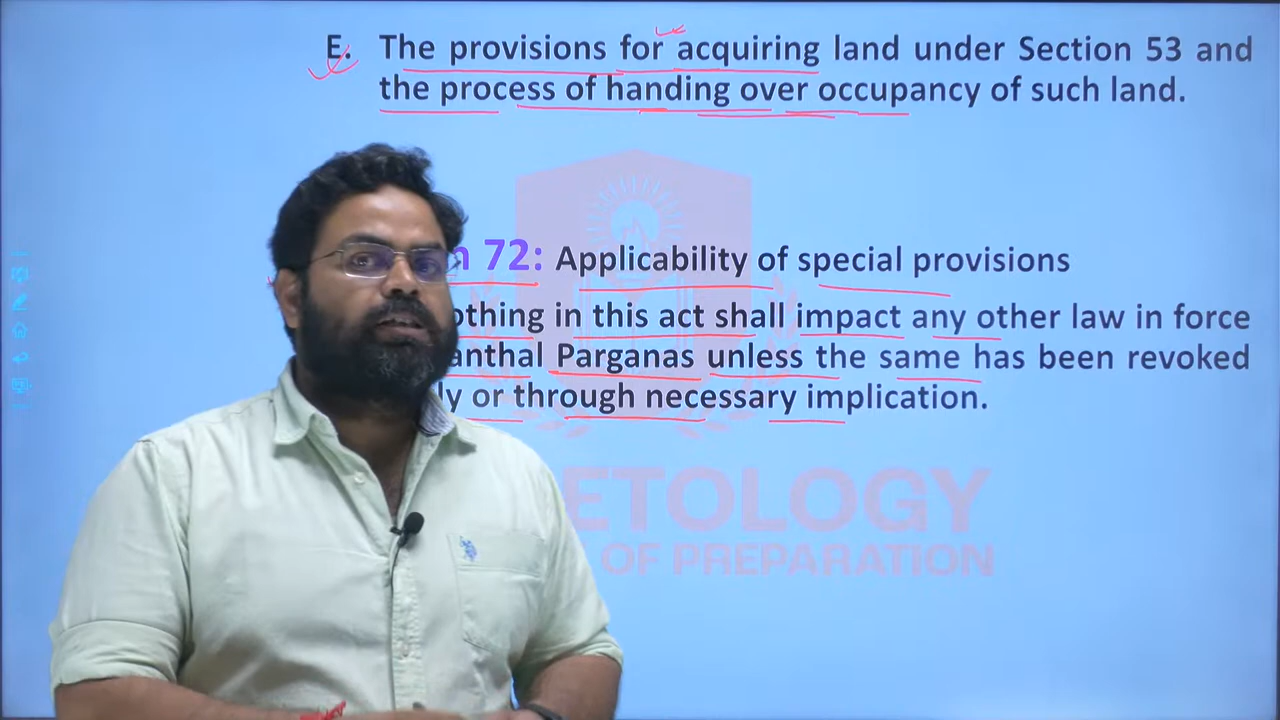 E. The provisions for acquiring land under Section 53 and
the process of handing over occupancy of such land.
72: Applicability of special provisions
othing in this act shall impact any other law in force
anthal Parganas unless the same has been revoked
ly or through necessary implication.
ETOLOGY
OF PREPARATION